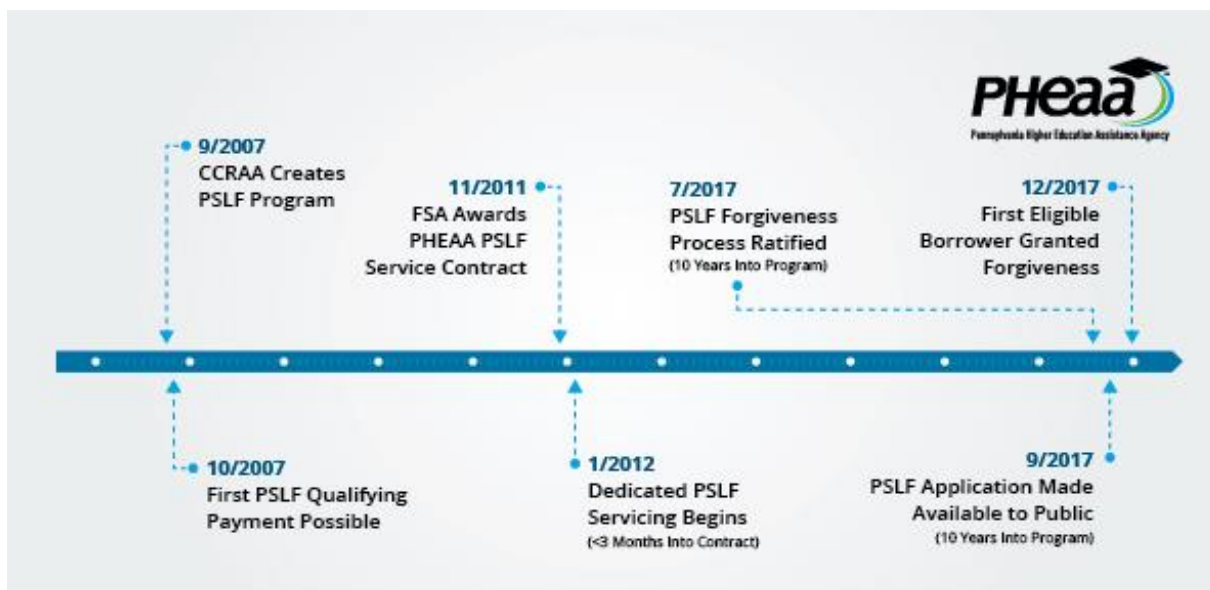 PHEAA
Pennsylvania Higher Education Assistance Agency
9/2007
CCRAA Creates
PSLF Program
11/2011
FSA Awards
PHEAA PSLF
Service Contract
7/2017
PSLF Forgiveness
Process Ratified
(10 Years Into Program)
12/2017
First Eligible
Borrower Granted
Forgiveness
10/2007
First PSLF Qualifying
Payment Possible
1/2012
Dedicated PSLF
Servicing Begins
(<3 Months Into Contract)
9/2017
PSLF Application Made
Available to Public
(10 Years Into Program)